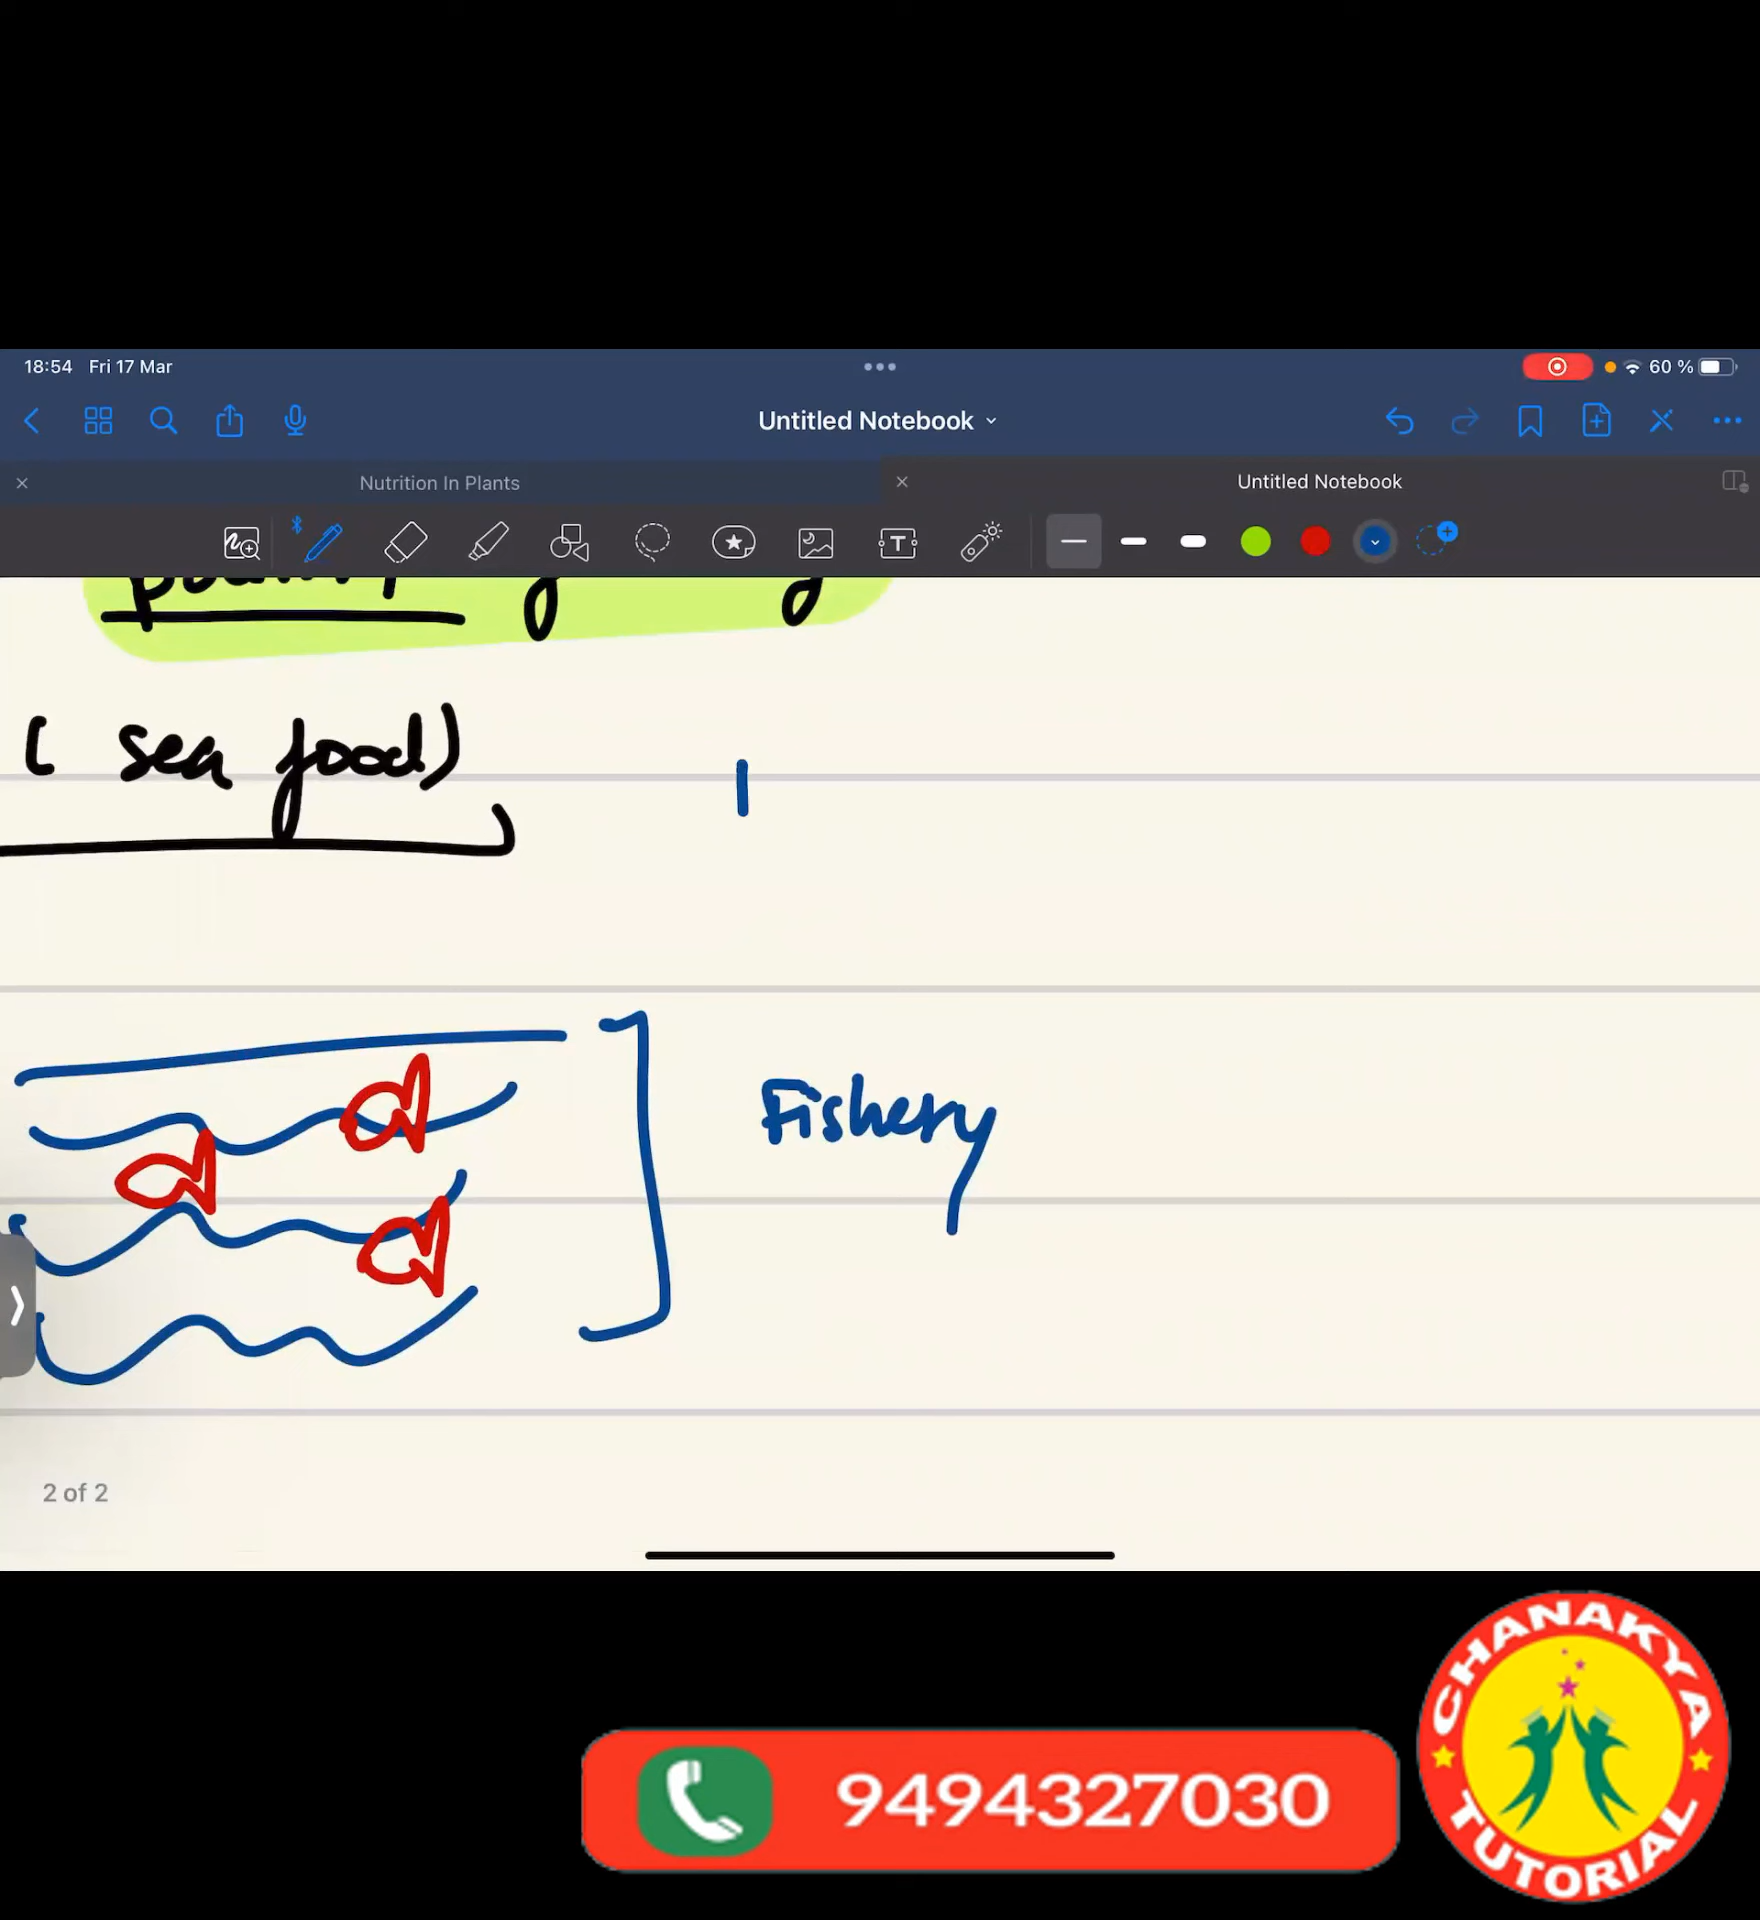 18:54 Fri 17 Mar
60 %
Untitled Notebook
Nutrition In Plants
Untitled Notebook
( sea food)
Fishery
2 of 2
9494327030
CHANAKYA
TUTORIAL